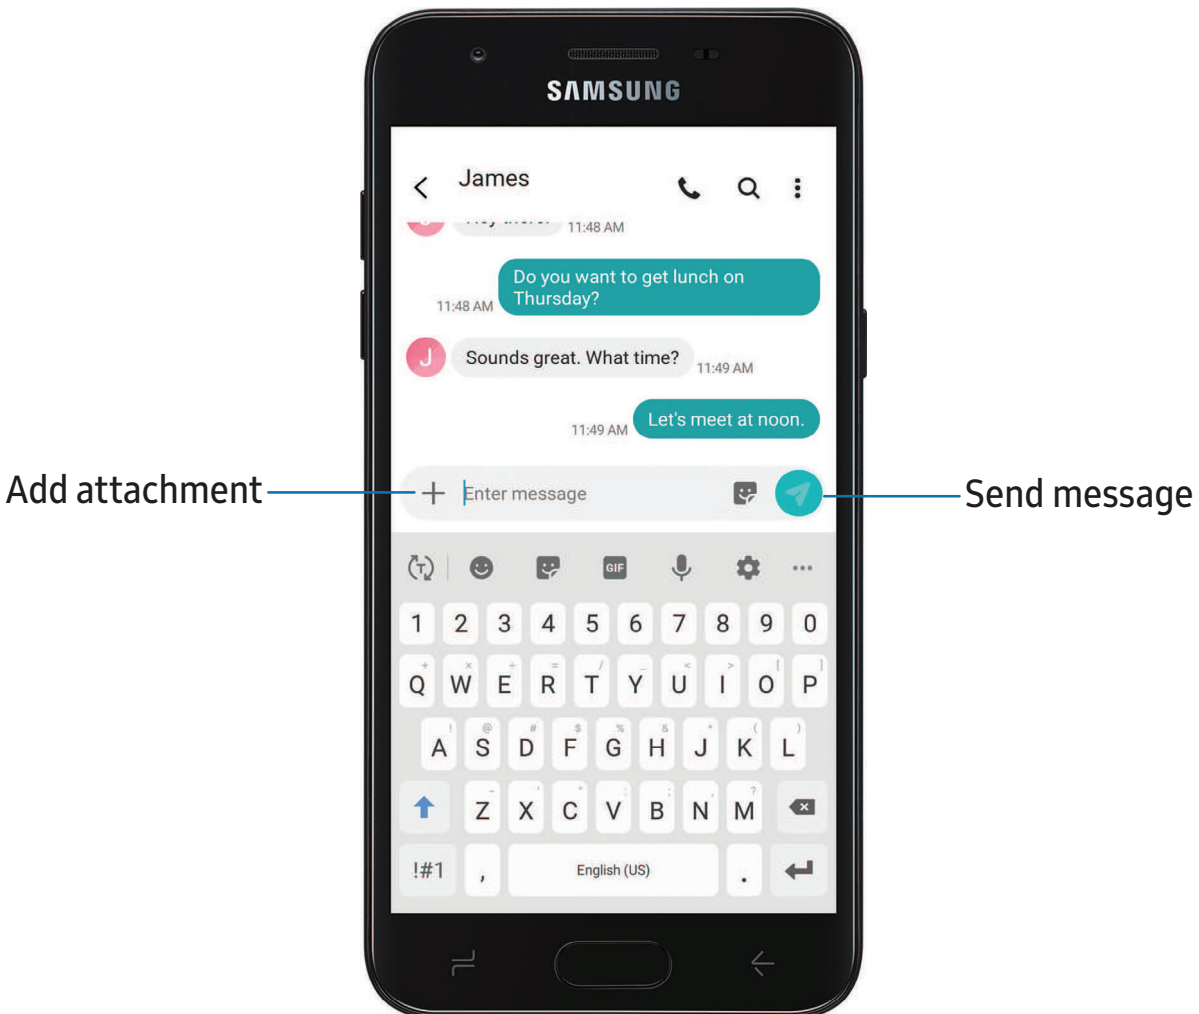 SAMSUNG
James
11:48 AM
Do you want to get lunch on
Thursday?
11:48 AM
J
Sounds great. What time?
11:49 AM
Let's meet at noon.
11:49 AM
Add attachment
Enter message
Send message
T
GIF
1 2 3 4 5 6 7 8 9 0
+ × ÷ = / _ < > [ ]
Q W E R T Y U I O P
! @ # $ % & * ( )
A S D F G H J K L
- ' " : ; , ?
Z X C V B N M
!#1 , English (US) .